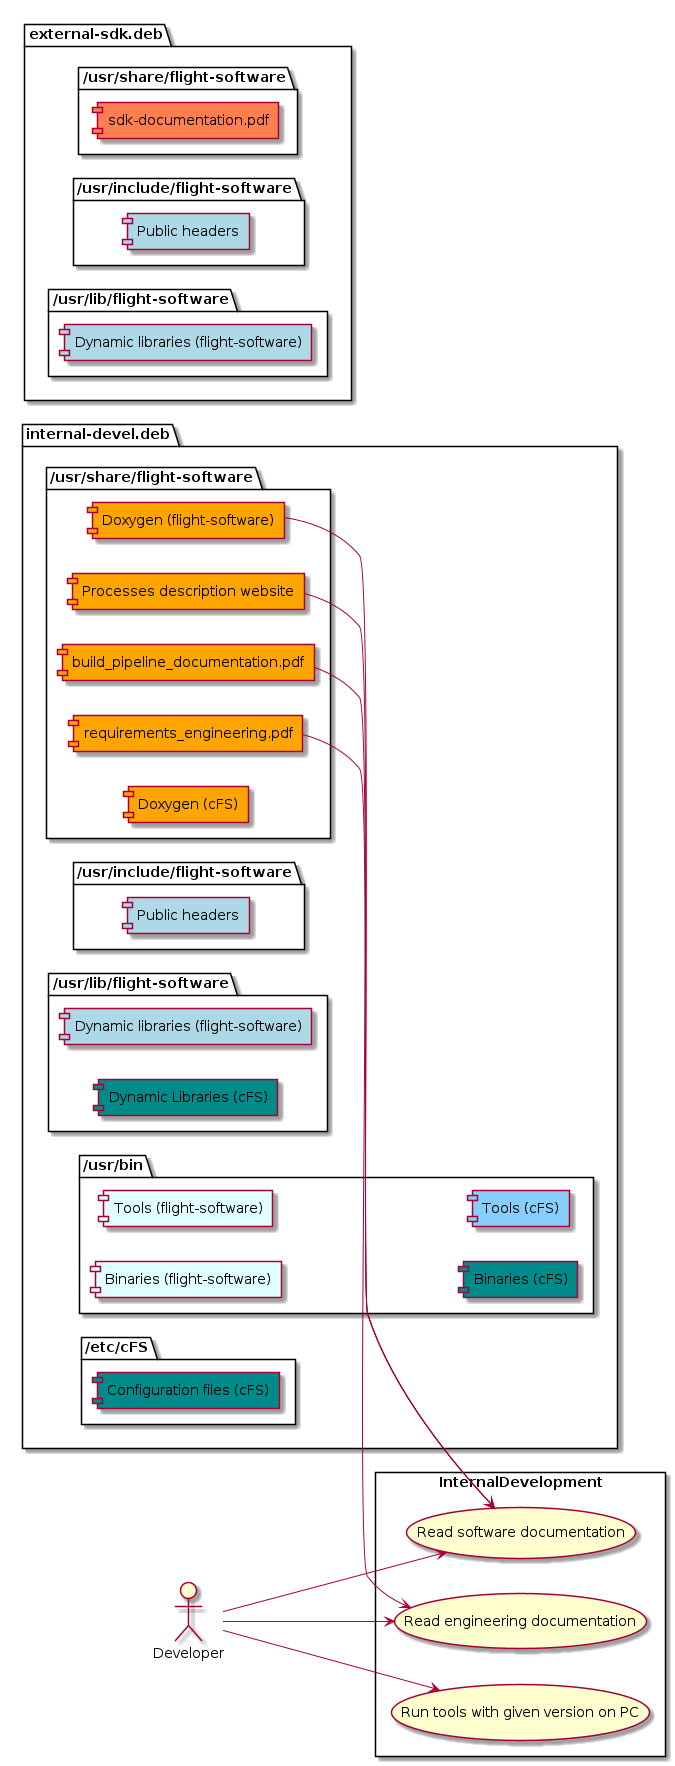 external-sdk.deb
/usr/share/flight-software
sdk-documentation.pdf
/usr/include/flight-software
Public headers
/usr/lib/flight-software
Dynamic libraries (flight-software)
internal-devel.deb
/usr/share/flight-software
Doxygen (flight-software)
Processes description website
build_pipeline_documentation.pdf
requirements_engineering.pdf
Doxygen (cFS)
/usr/include/flight-software
Public headers
/usr/lib/flight-software
Dynamic libraries (flight-software)
Dynamic Libraries (cFS)
/usr/bin
Tools (flight-software)
Tools (cFS)
Binaries (flight-software)
Binaries (cFS)
/etc/cFS
Configuration files (cFS)
InternalDevelopment
Read software documentation
Read engineering documentation
Developer
Run tools with given version on PC